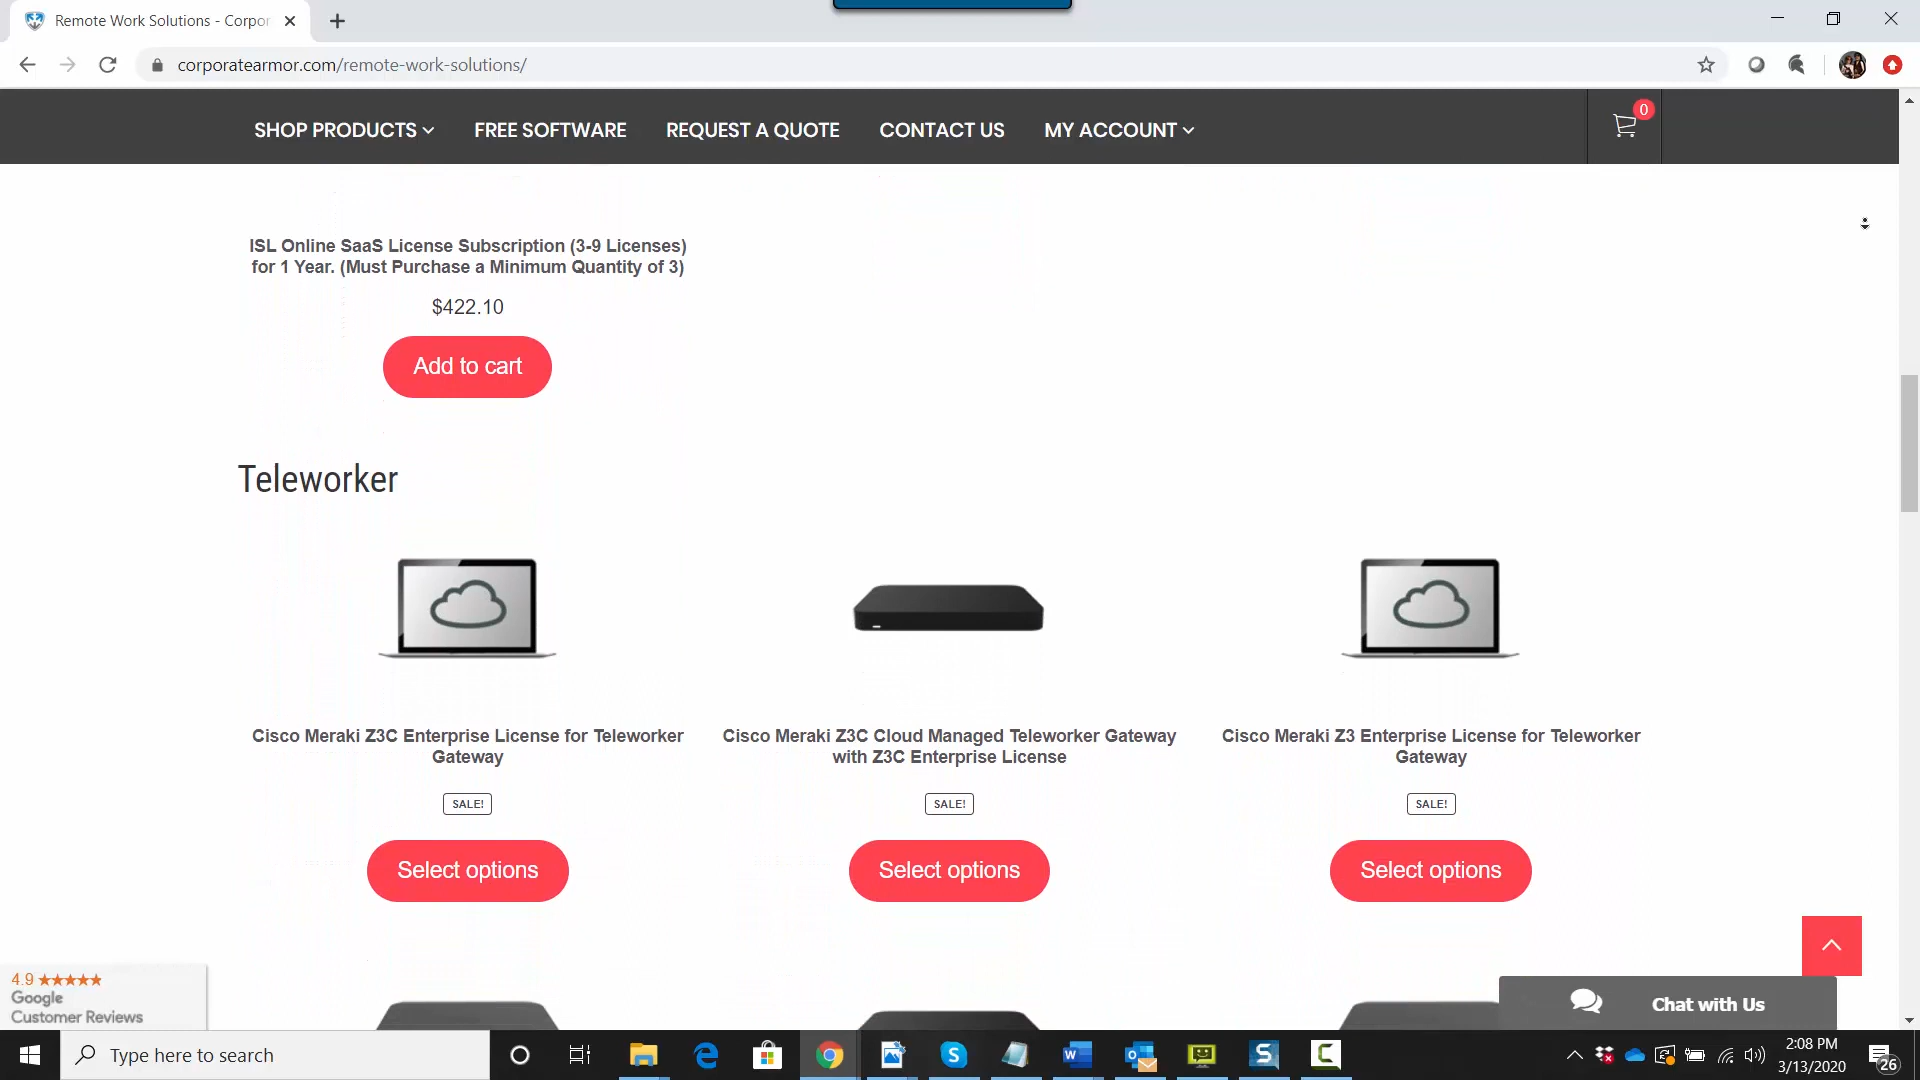 Remote Work Solutions - Corpor
corporatearmor.com/remote-work-solutions/
SHOP PRODUCTS
FREE SOFTWARE
REQUEST A QUOTE
CONTACT US
MY ACCOUNT
0
ISL Online SaaS License Subscription (3-9 Licenses)
for 1 Year. (Must Purchase a Minimum Quantity of 3)
$422.10
Add to cart
Teleworker
Cisco Meraki Z3C Enterprise License for Teleworker
Gateway
SALE!
Select options
Cisco Meraki Z3C Cloud Managed Teleworker Gateway
with Z3C Enterprise License
SALE!
Select options
Cisco Meraki Z3 Enterprise License for Teleworker
Gateway
SALE!
Select options
4.9
Google
Customer Reviews
Chat with Us
Type here to search
2:08 PM
3/13/2020
26